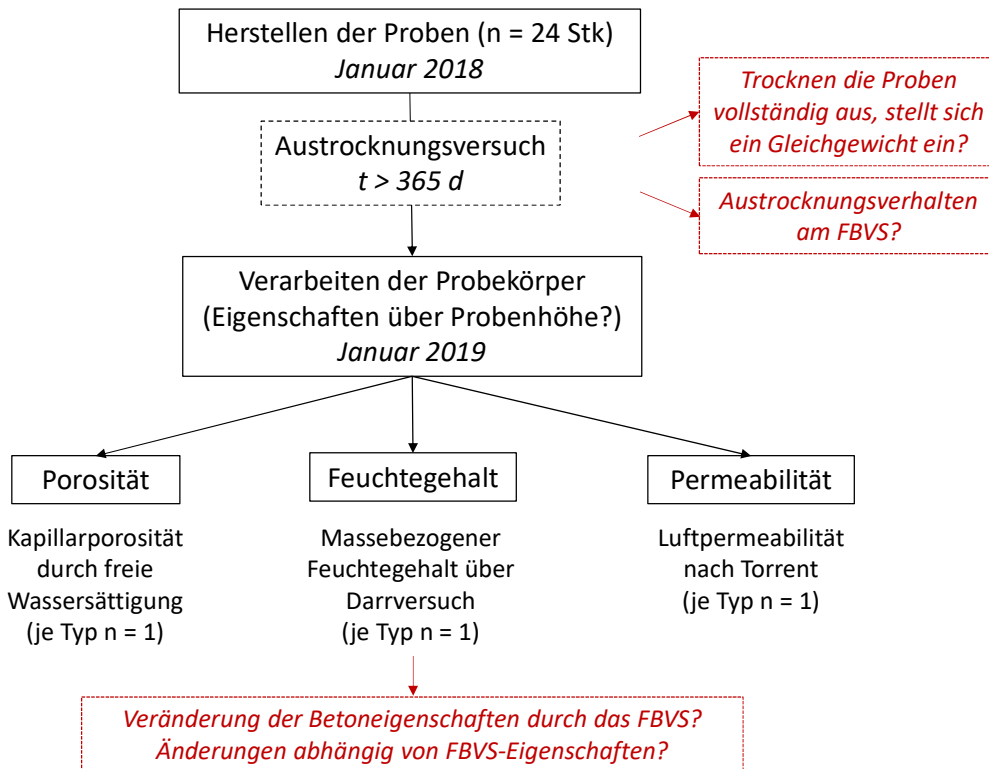 Herstellen der Proben (n = 24 Stk)
Januar 2018
Trocknen die Proben
vollständig aus, stellt sich
ein Gleichgewicht ein?
Austrocknungsversuch
t > 365 d
Austrocknungsverhalten
am FBVS?
Verarbeiten der Probekörper
(Eigenschaften über Probenhöhe?)
Januar 2019
Porosität
Kapillarporosität
durch freie
Wassersättigung
(je Typ n = 1)
Feuchtegehalt
Massebezogener
Feuchtegehalt über
Darrversuch
(je Typ n = 1)
Permeabilität
Luftpermeabilität
nach Torrent
(je Typ n = 1)
Veränderung der Betoneigenschaften durch das FBVS?
Änderungen abhängig von FBVS-Eigenschaften?